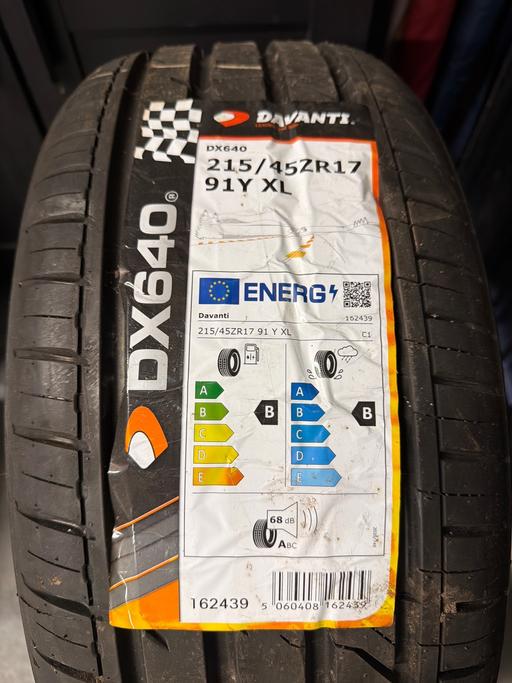 DAVANTI.
DX640
215/45ZR17
91Y XL
DX640®
ENERG
Davanti
162439
215/45ZR17 91 Y XL
C1
A
B
C
D
E
B
A
B
C
D
E
B
68 dB
ABC
162439
5 060408 162439